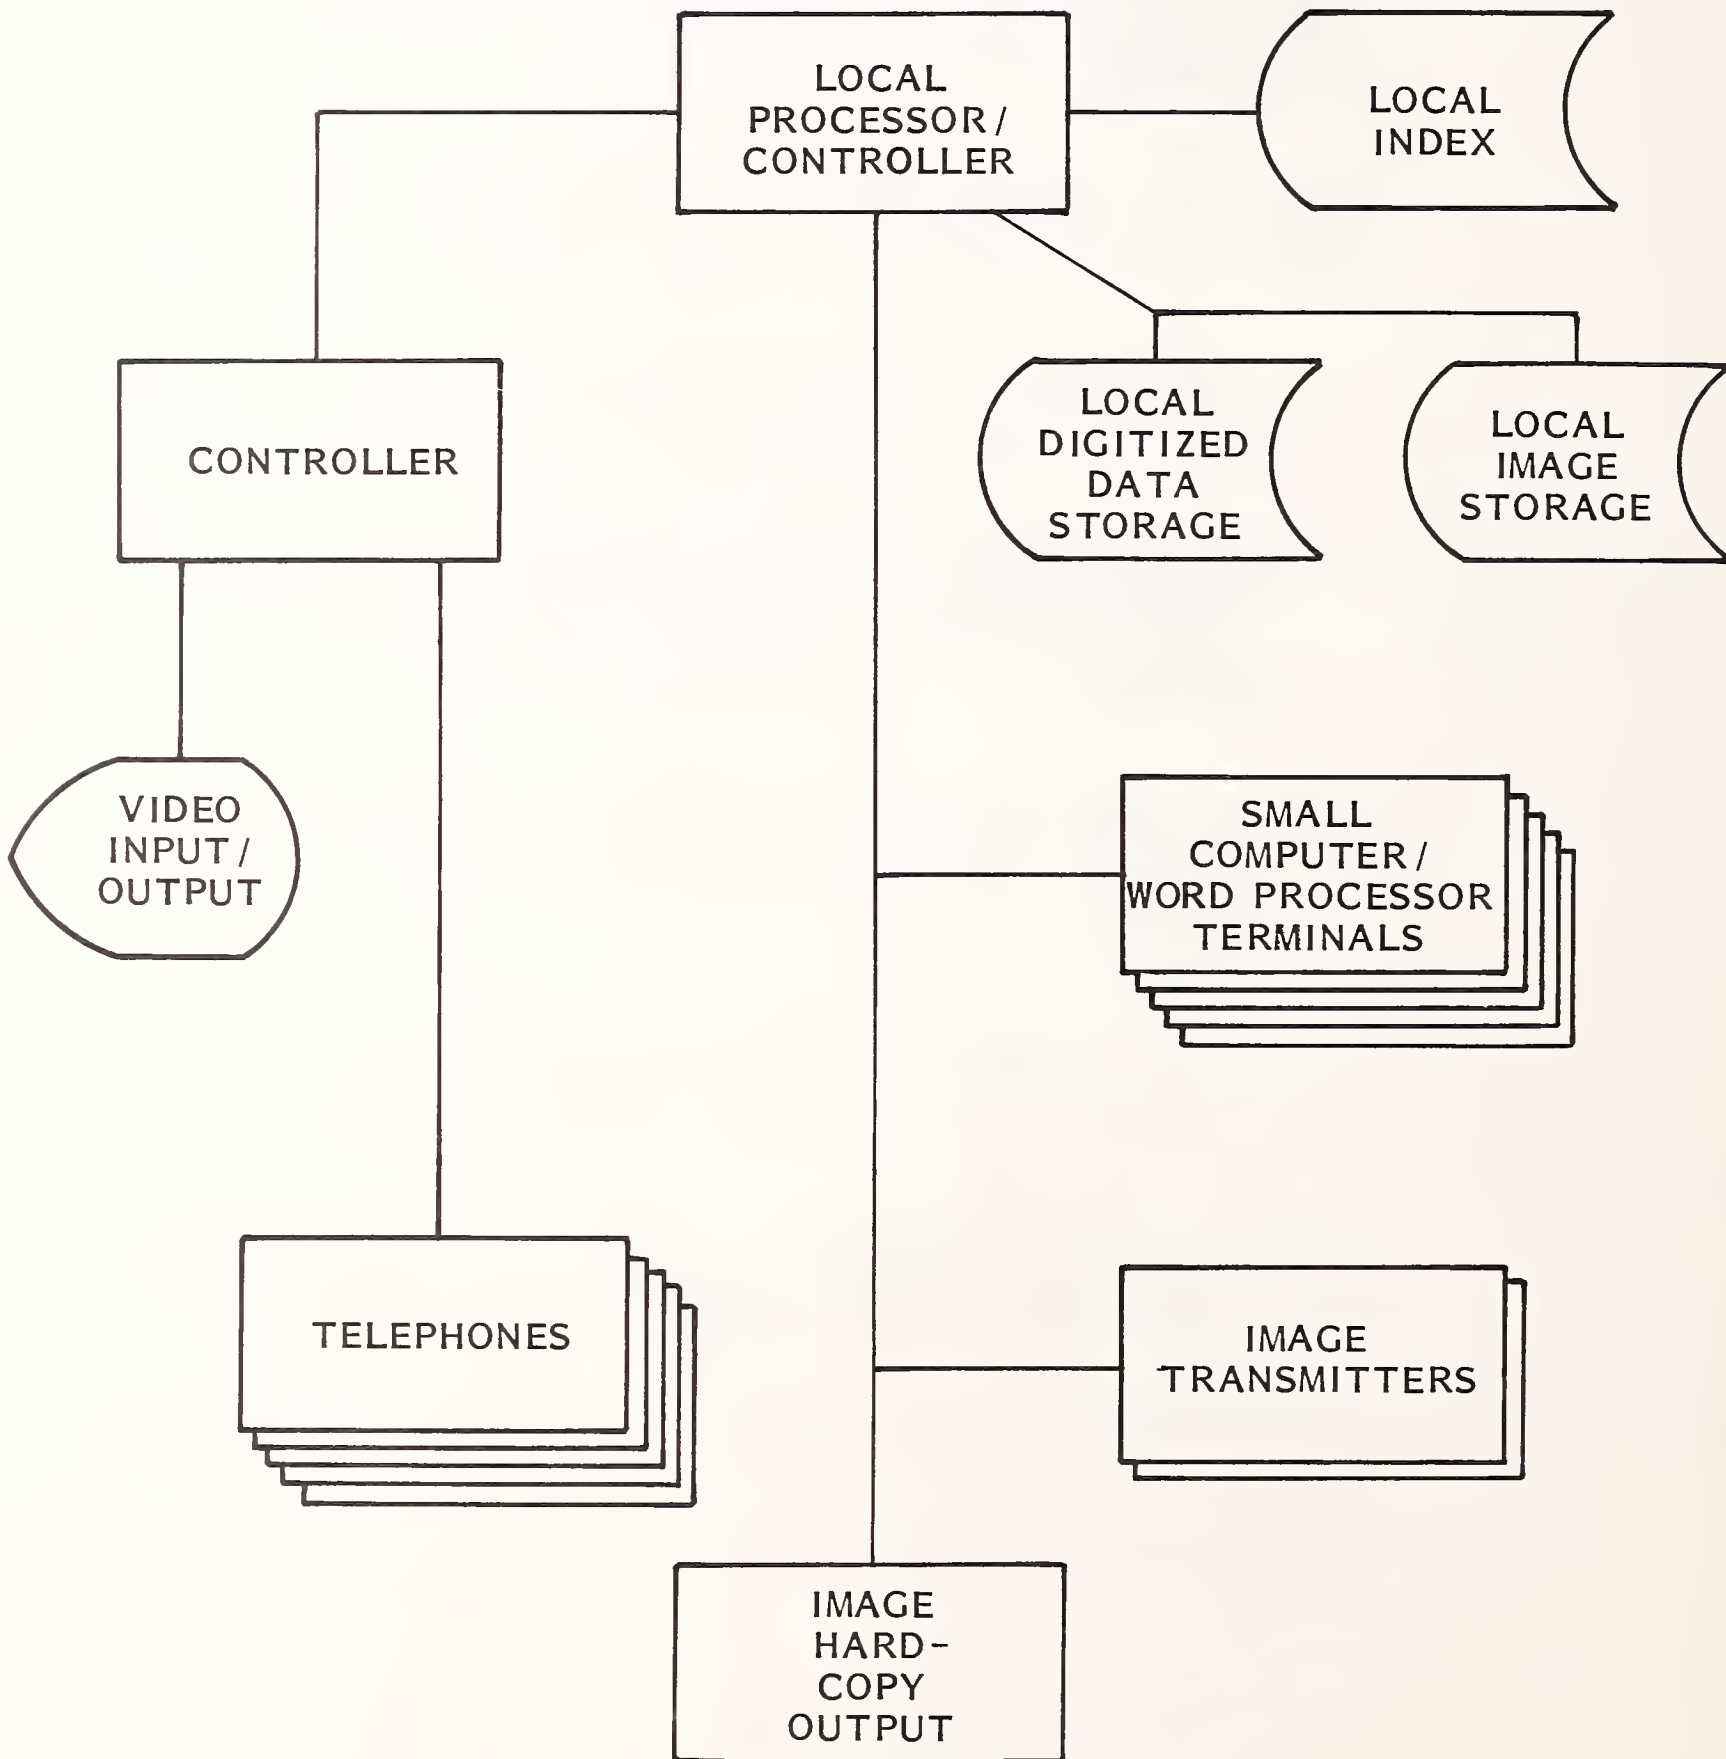 LOCAL
PROCESSOR/
CONTROLLER
LOCAL
INDEX
CONTROLLER
LOCAL
DIGITIZED
DATA
STORAGE
LOCAL
IMAGE
STORAGE
VIDEO
INPUT/
OUTPUT
SMALL
COMPUTER/
WORD PROCESSOR
TERMINALS
TELEPHONES
IMAGE
TRANSMITTERS
IMAGE
HARD-
COPY
OUTPUT